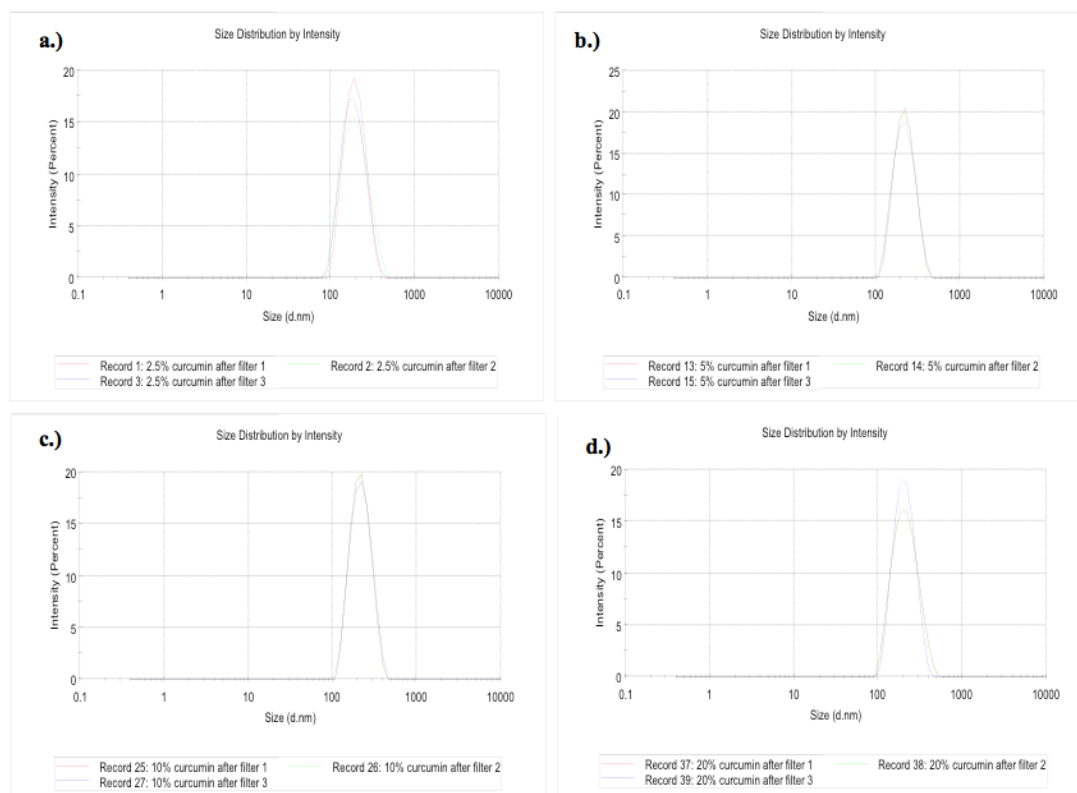 a.)
Size Distribution by Intensity
20
15
10
5
0
Intensity (Percent)
0.1 1 10 100 1000 10000
Size (d.nm)
Record 1: 2.5% curcumin after filter 1 Record 2: 2.5% curcumin after filter 2
Record 3: 2.5% curcumin after filter 3
b.)
Size Distribution by Intensity
25
20
15
10
5
0
Intensity (Percent)
0.1 1 10 100 1000 10000
Size (d.nm)
Record 13: 5% curcumin after filter 1 Record 14: 5% curcumin after filter 2
Record 15: 5% curcumin after filter 3
c.)
Size Distribution by Intensity
20
15
10
5
0
Intensity (Percent)
0.1 1 10 100 1000 10000
Size (d.nm)
Record 25: 10% curcumin after filter 1 Record 26: 10% curcumin after filter 2
Record 27: 10% curcumin after filter 3
d.)
Size Distribution by Intensity
20
15
10
5
0
Intensity (Percent)
0.1 1 10 100 1000 10000
Size (d.nm)
Record 37: 20% curcumin after filter 1 Record 38: 20% curcumin after filter 2
Record 39: 20% curcumin after filter 3